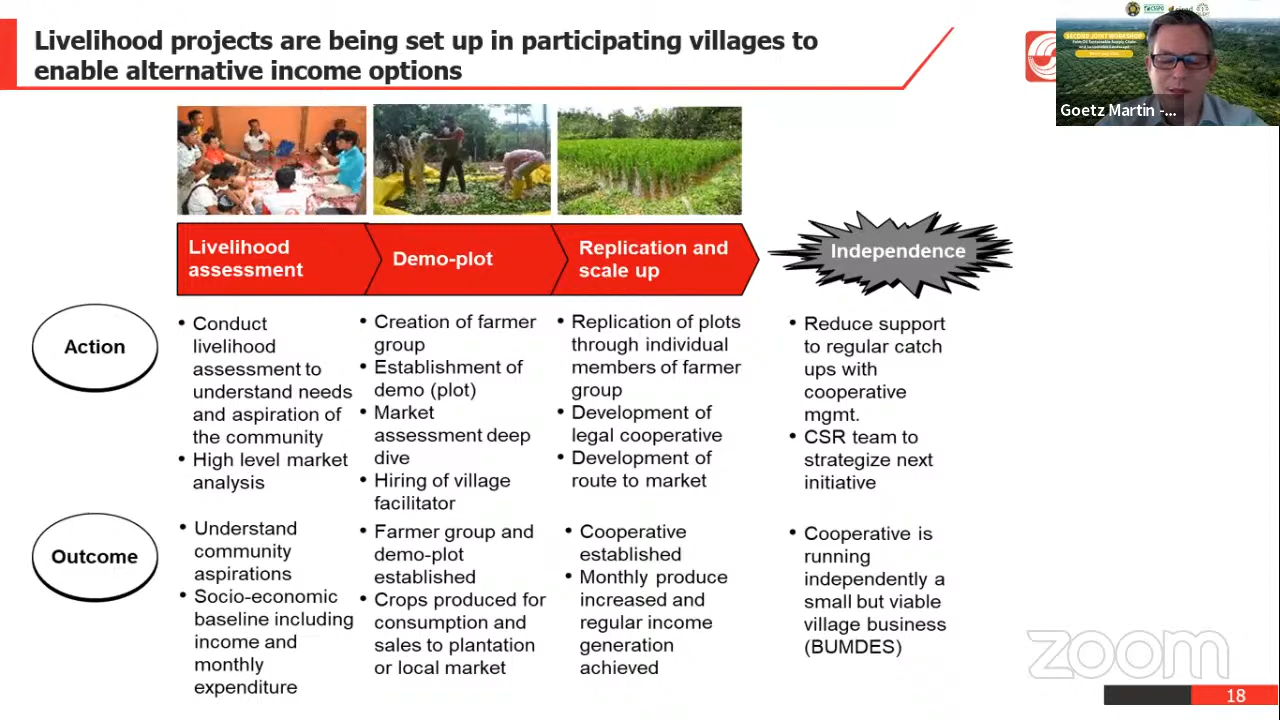 Livelihood projects are being set up in participating villages to
enable alternative income options
SECOND JOINT WORKSHOP
Goetz Martin -...
Livelihood
assessment
Demo-plot
Replication and
scale up
Independence
Action
• Conduct
livelihood
assessment to
understand needs
and aspiration of
the community
• High level market
analysis
• Creation of farmer
group
• Establishment of
demo (plot)
• Market
assessment deep
dive
• Hiring of village
facilitator
• Replication of plots
through individual
members of farmer
group
• Development of
legal cooperative
• Development of
route to market
• Reduce support
to regular catch
ups with
cooperative
mgmt.
• CSR team to
strategize next
initiative
Outcome
• Understand
community
aspirations
• Socio-economic
baseline including
income and
monthly
expenditure
• Farmer group and
demo-plot
established
• Crops produced for
consumption and
sales to plantation
or local market
• Cooperative
established
• Monthly produce
increased and
regular income
generation
achieved
• Cooperative is
running
independently a
small but viable
village business
(BUMDES)
zoom
18